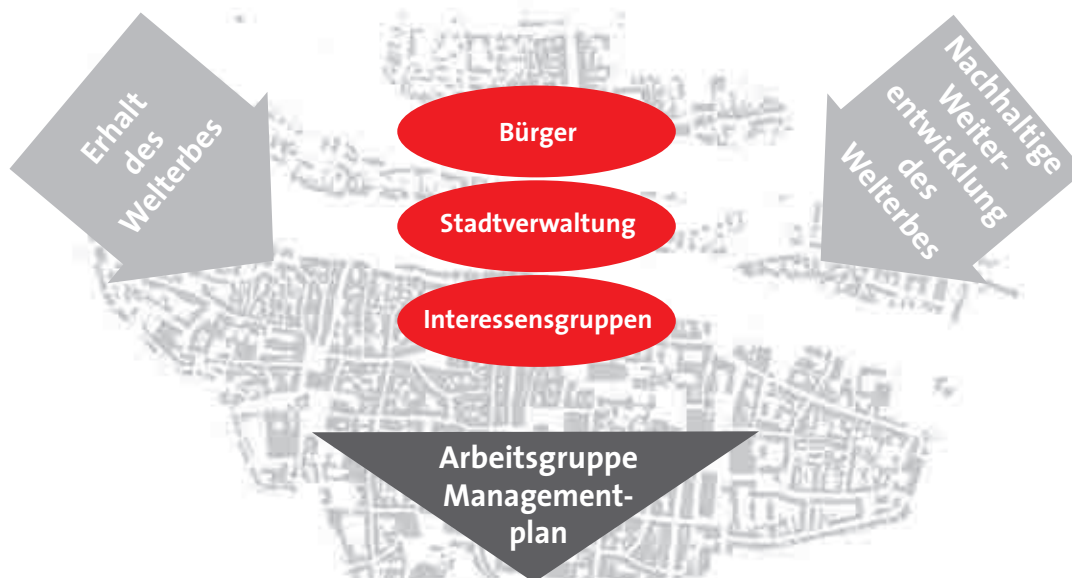 Erhalt
des
Welterbes
Nachhaltige
Weiter-
entwicklung
des
Welterbes
Bürger
Stadtverwaltung
Interessensgruppen
Arbeitsgruppe
Management-
plan